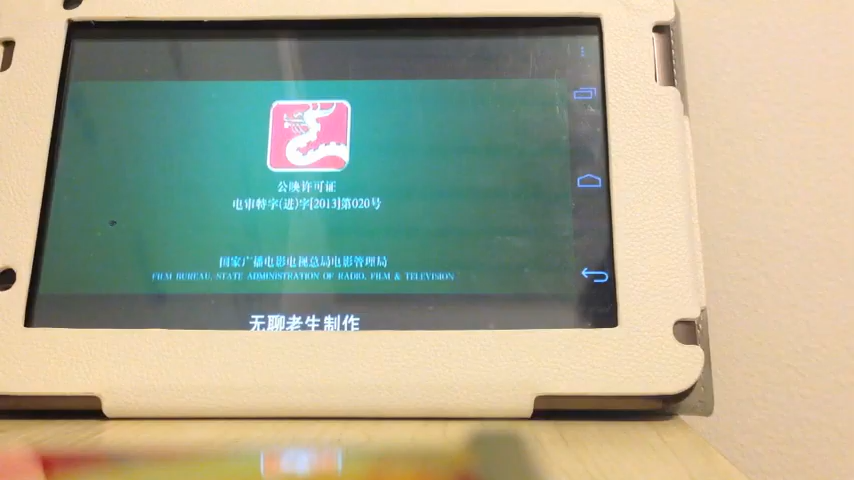 公映许可证
电审特字(进)字[2013]第020号
国家广播电影电视总局电影管理局
FILM BUREAU, STATE ADMINISTRATION OF RADIO, FILM & TELEVISION
无聊老生制作